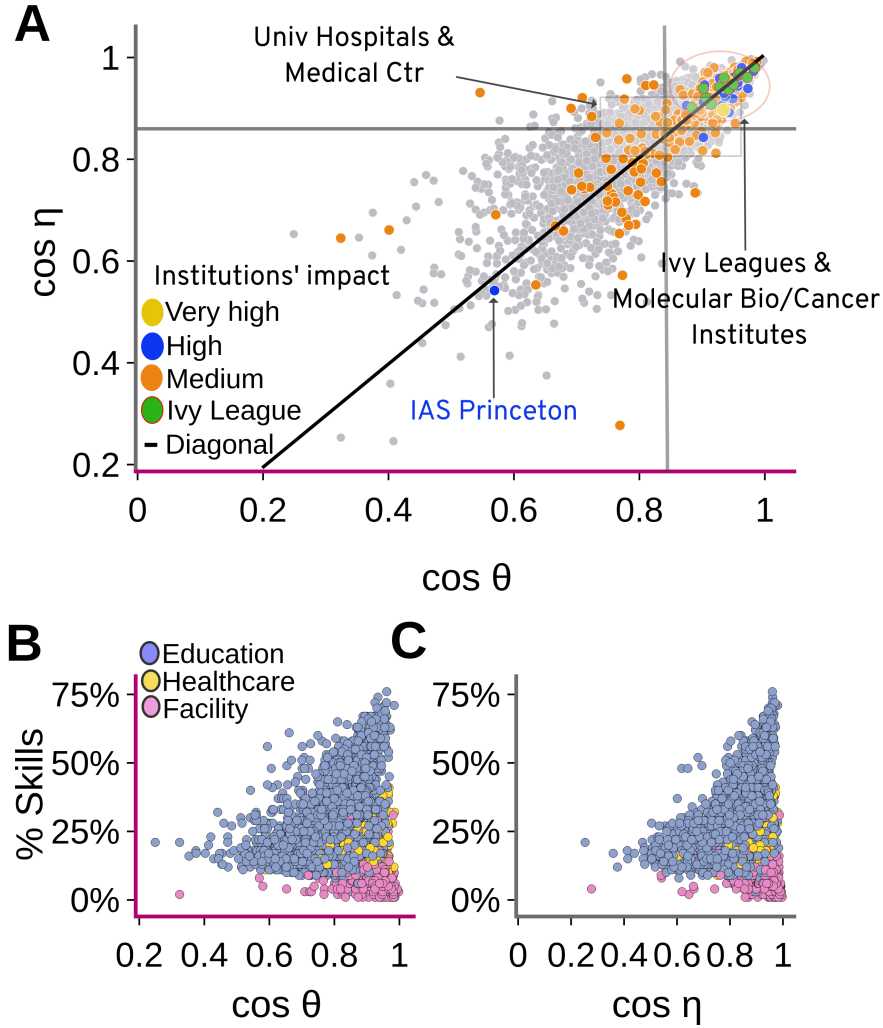 A
Univ Hospitals &
Medical Ctr
1
0.8
0.6
0.4
0.2
cos η
Institutions' impact
Very high
High
Medium
Ivy League
Diagonal
Ivy Leagues &
Molecular Bio/Cancer
Institutes
IAS Princeton
0 0.2 0.4 0.6 0.8 1
cos θ
B
Education
Healthcare
Facility
75%
50%
25%
0%
% Skills
0.2 0.4 0.6 0.8 1
cos θ
C
75%
50%
25%
0%
0 0.2 0.4 0.6 0.8 1
cos η